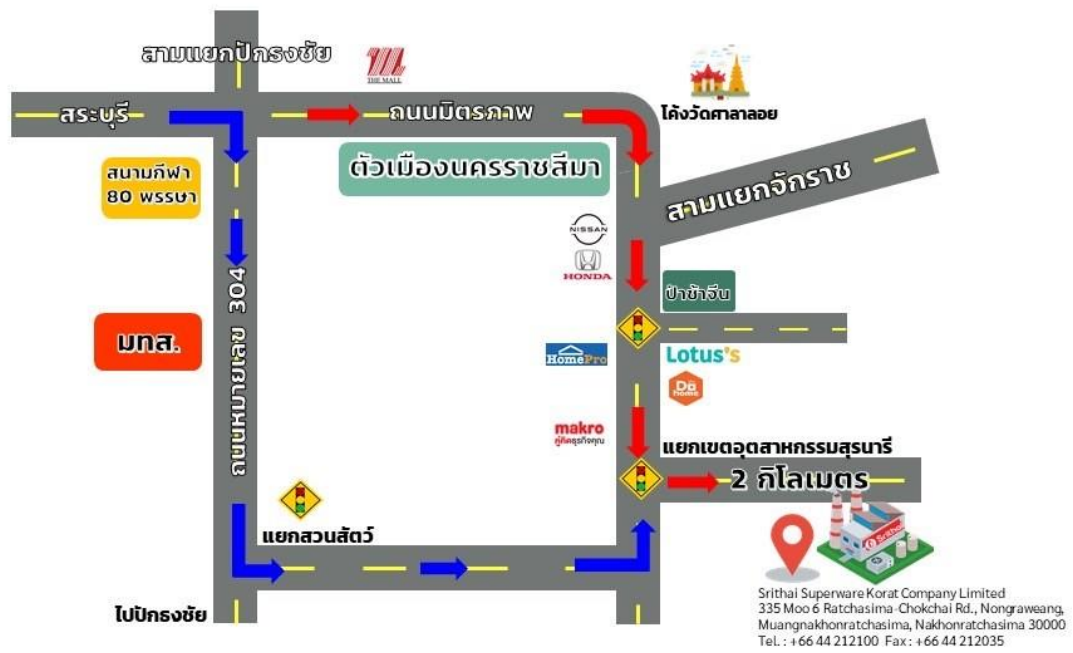 สามแยกปักธงชัย
THE MALL
สระบุรี
ถนนมิตรภาพ
โค้งวัดศาลาลอย
สนามกีฬา
80 พรรษา
ตัวเมืองนครราชสีมา
สามแยกจักราช
NISSAN
HONDA
ป่าข้าจีน
ถนนหมายเลข 304
มทส.
HomePro
Lotus's
Do
home
makro
คู่คิดธุรกิจคุณ
แยกเขตอุตสาหกรรมสุรนารี
2 กิโลเมตร
แยกสวนสัตว์
Srithai
ไปปักธงชัย
Srithai Superware Korat Company Limited
335 Moo 6 Ratchasima-Chokchai Rd., Nongraweang,
Muangnakhonratchasima, Nakhonratchasima 30000
Tel. : +66 44 212100 Fax : +66 44 212035